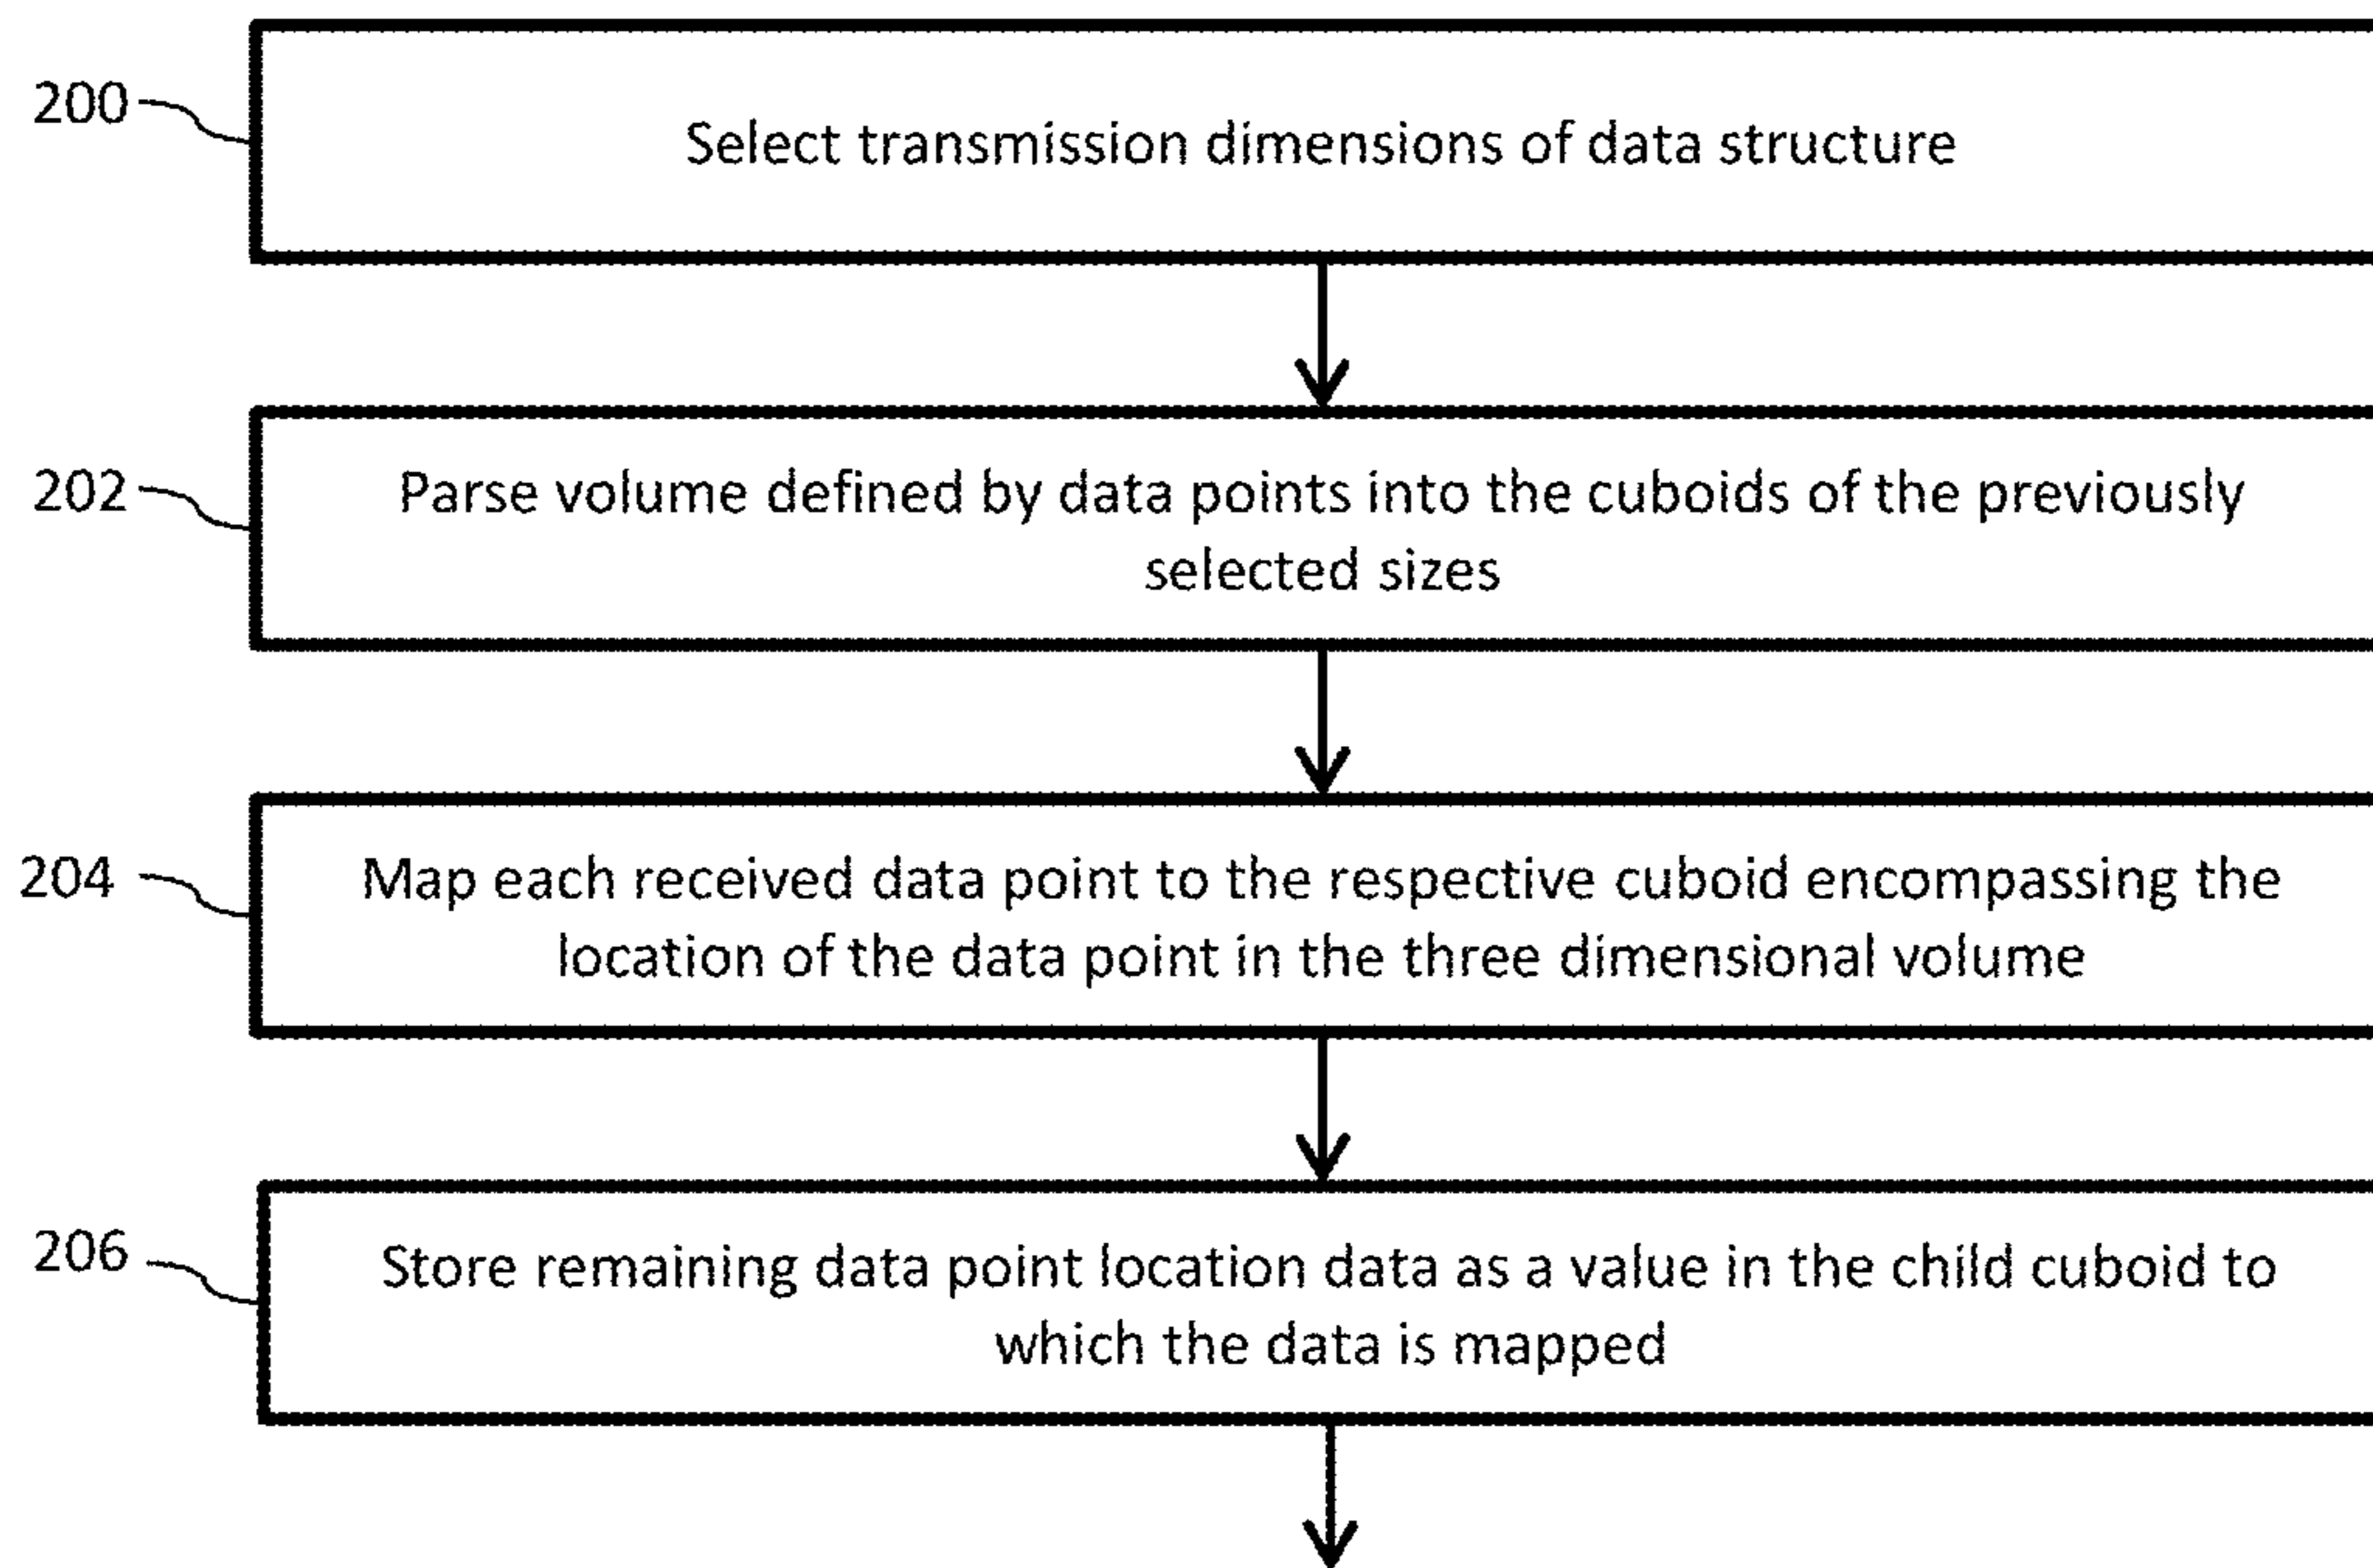 200
Select transmission dimensions of data structure
202
Parse volume defined by data points into the cuboids of the previously
selected sizes
204
Map each received data point to the respective cuboid encompassing the
location of the data point in the three dimensional volume
206
Store remaining data point location data as a value in the child cuboid to
which the data is mapped